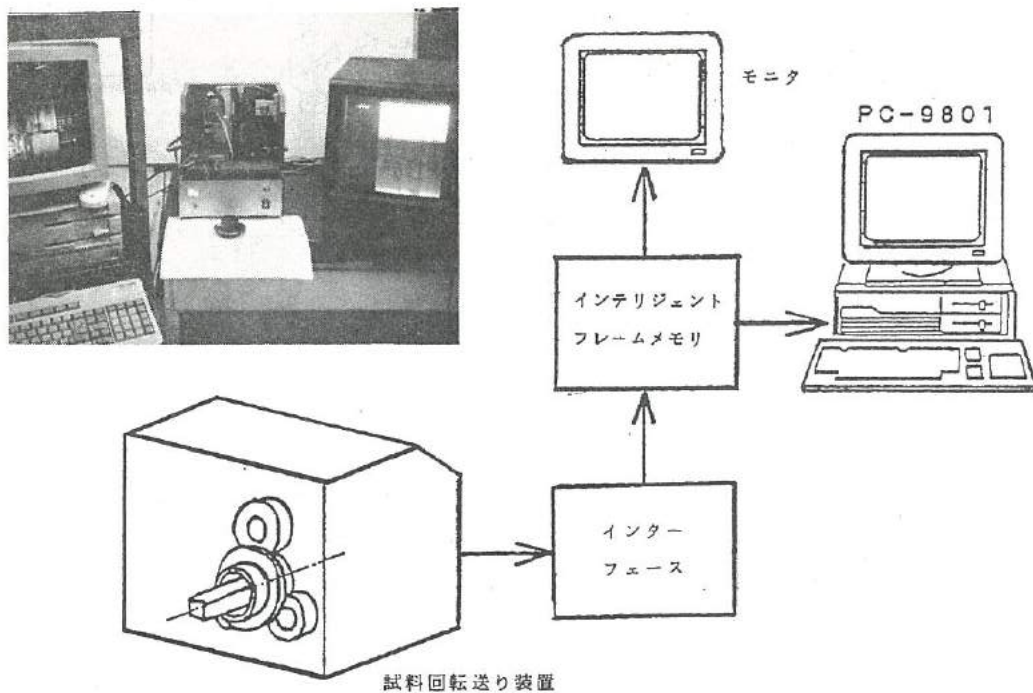 モニタ
PC-9801
インテリジェント
フレームメモリ
インター
フェース
試料回転送り装置